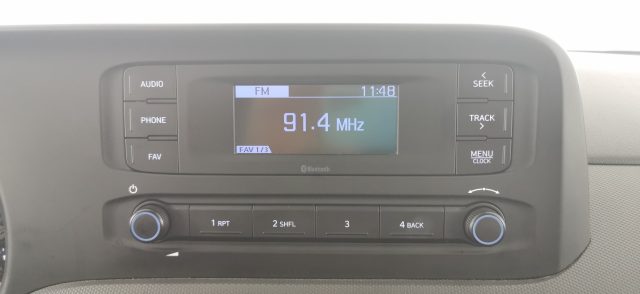 AUDIO
PHONE
FAV
FM 11:48
91.4 MHz
FAV 1/3
Bluetooth
SEEK
TRACK
MENU
CLOCK
1 RPT
2 SHFL
3
4 BACK